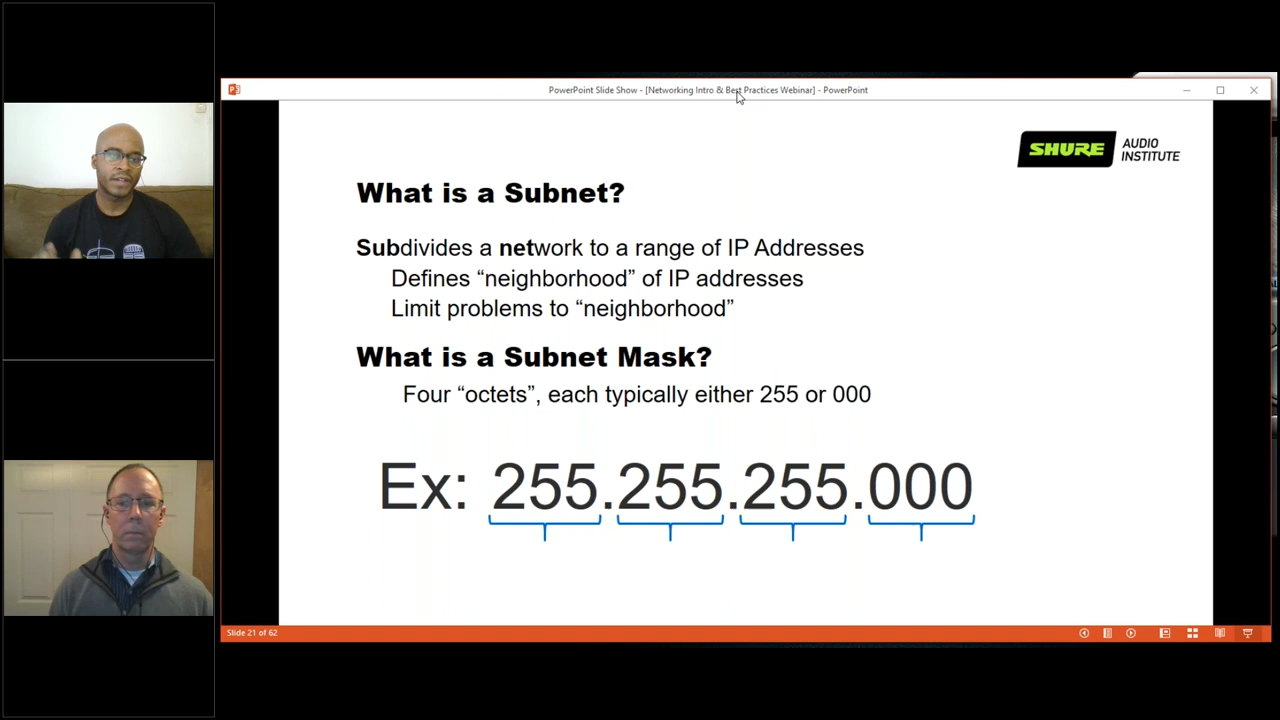 PowerPoint Slide Show - [Networking Intro & Best Practices Webinar] - PowerPoint
SHURE AUDIO INSTITUTE
What is a Subnet?
Subdivides a network to a range of IP Addresses
Defines “neighborhood” of IP addresses
Limit problems to “neighborhood”
What is a Subnet Mask?
Four “octets”, each typically either 255 or 000
Ex: 255.255.255.000
Slide 21 of 62